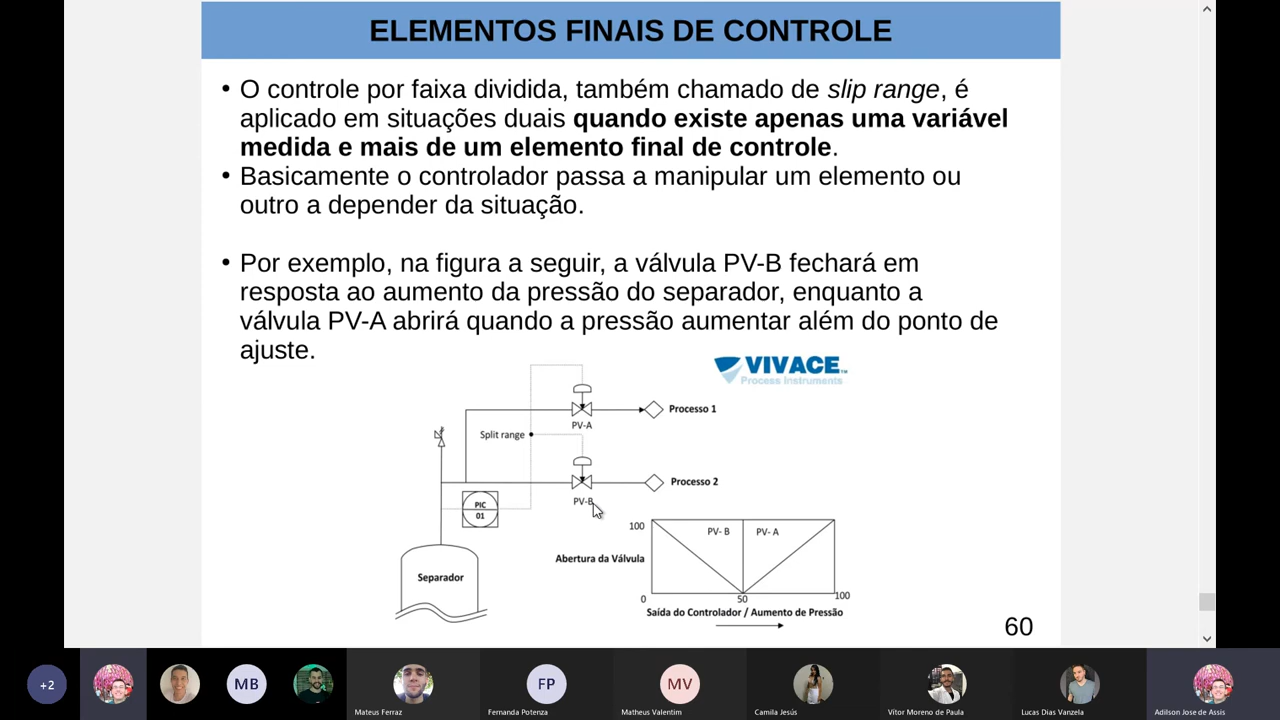 ELEMENTOS FINAIS DE CONTROLE
• O controle por faixa dividida, também chamado de slip range, é
aplicado em situações duais quando existe apenas uma variável
medida e mais de um elemento final de controle.
• Basicamente o controlador passa a manipular um elemento ou
outro a depender da situação.
• Por exemplo, na figura a seguir, a válvula PV-B fechará em
resposta ao aumento da pressão do separador, enquanto a
válvula PV-A abrirá quando a pressão aumentar além do ponto de
ajuste.
VIVACE™
Process Instruments
Processo 1
PV-A
Split range
Processo 2
PV-B
PIC
01
Separador
100
PV- B
PV- A
Abertura da Válvula
0
50
100
Saída do Controlador / Aumento de Pressão
60
+2
MB
FP
MV
Mateus Ferraz
Fernanda Potenza
Matheus Valentim
Camila Jesús
Vítor Moreno de Paula
Lucas Dias Vanzela
Adilson Jose de Assis